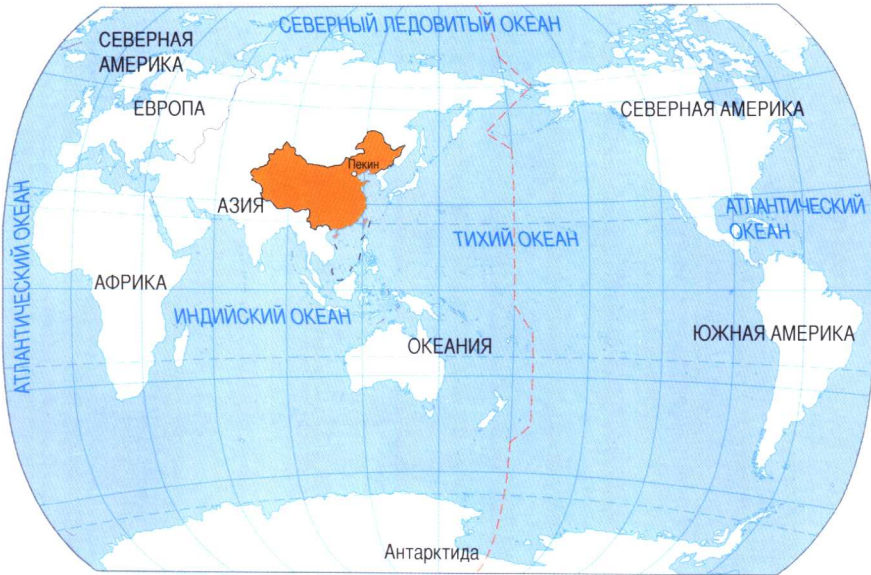 СЕВЕРНЫЙ ЛЕДОВИТЫЙ ОКЕАН
СЕВЕРНАЯ
АМЕРИКА
ЕВРОПА
СЕВЕРНАЯ АМЕРИКА
Пекин
АЗИЯ
АТЛАНТИЧЕСКИЙ
ОКЕАН
ТИХИЙ ОКЕАН
АТЛАНТИЧЕСКИЙ ОКЕАН
АФРИКА
ИНДИЙСКИЙ ОКЕАН
ОКЕАНИЯ
ЮЖНАЯ АМЕРИКА
Антарктида